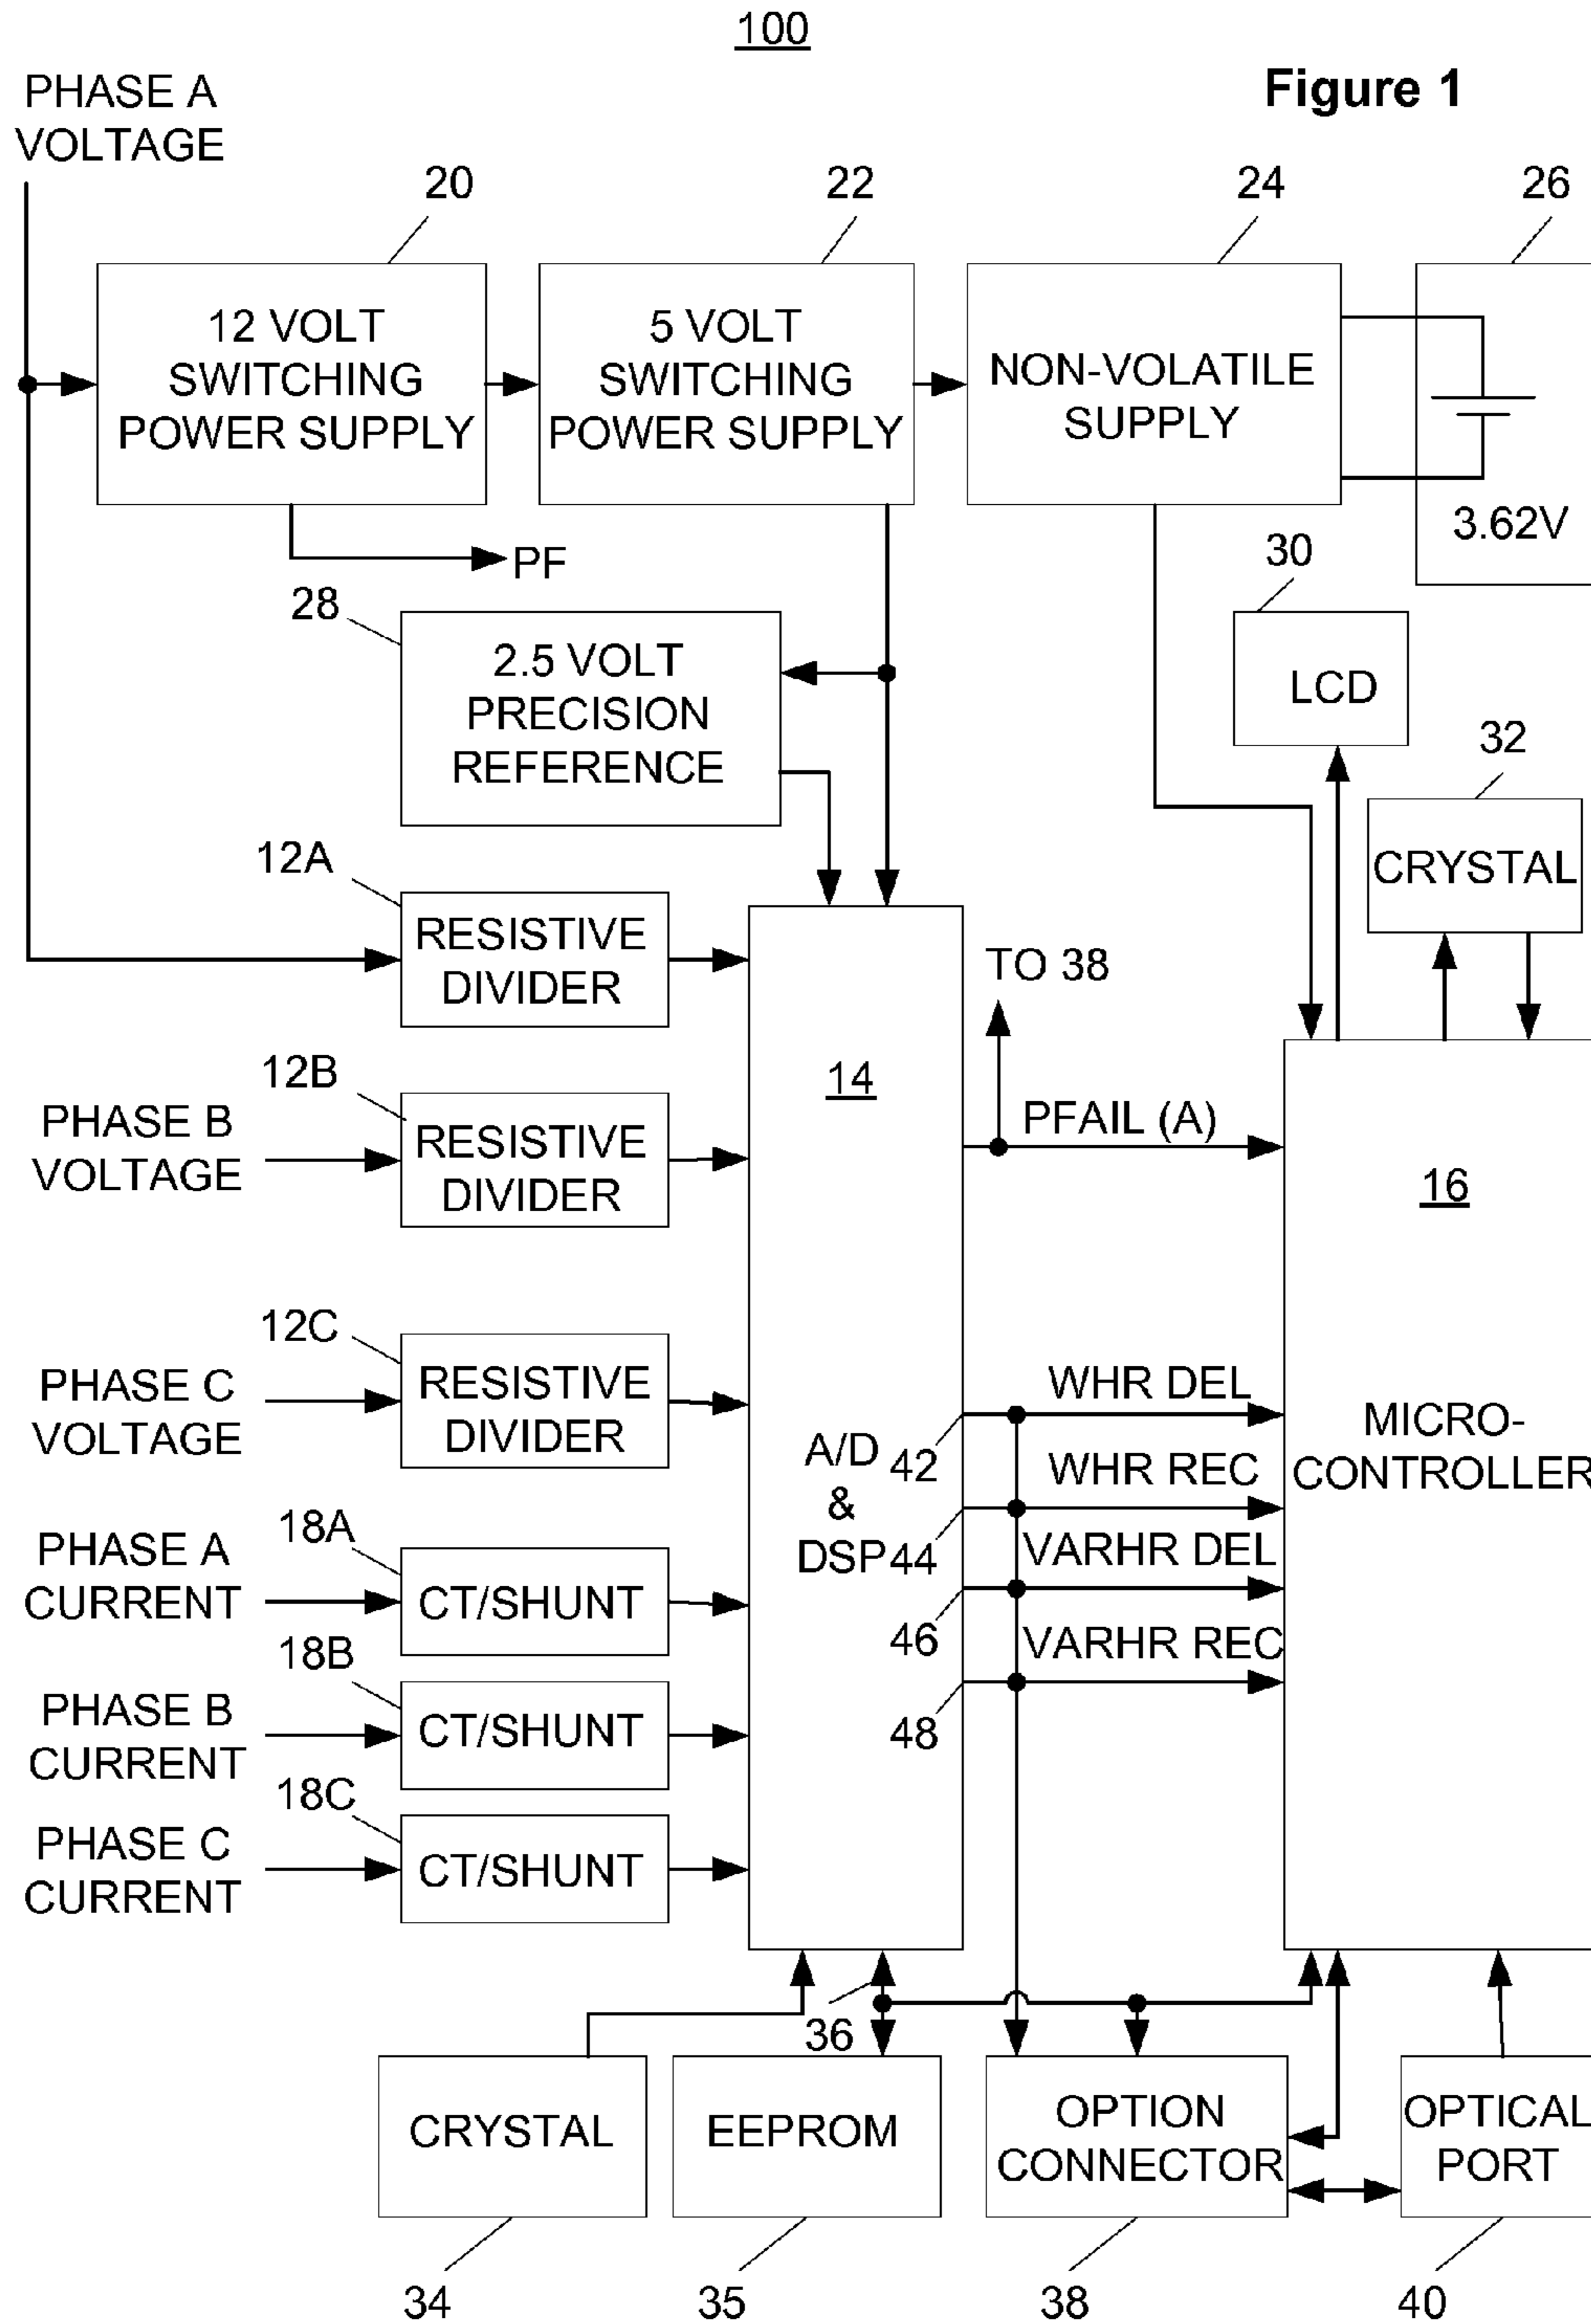 100
Figure 1
PHASE A
VOLTAGE
20
22
24
26
12 VOLT
SWITCHING
POWER SUPPLY
5 VOLT
SWITCHING
POWER SUPPLY
NON-VOLATILE
SUPPLY
3.62V
PF
28
2.5 VOLT
PRECISION
REFERENCE
30
LCD
32
CRYSTAL
12A
RESISTIVE
DIVIDER
TO 38
12B
PHASE B
VOLTAGE
RESISTIVE
DIVIDER
14
PFAIL (A)
16
12C
PHASE C
VOLTAGE
RESISTIVE
DIVIDER
A/D
&
DSP
42
44
46
48
WHR DEL
WHR REC
VARHR DEL
VARHR REC
MICRO-
CONTROLLER
18A
PHASE A
CURRENT
CT/SHUNT
18B
PHASE B
CURRENT
CT/SHUNT
18C
PHASE C
CURRENT
CT/SHUNT
36
CRYSTAL
EEPROM
OPTION
CONNECTOR
OPTICAL
PORT
34
35
38
40